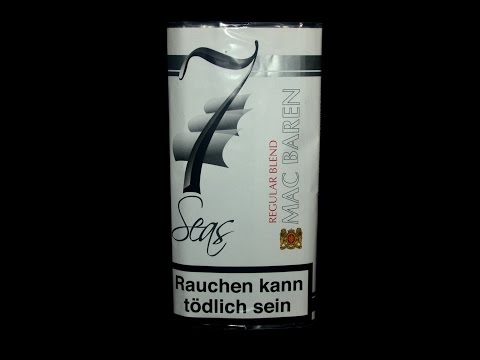 7
Seas
REGULAR BLEND
MAC BAREN
Rauchen kann
tödlich sein